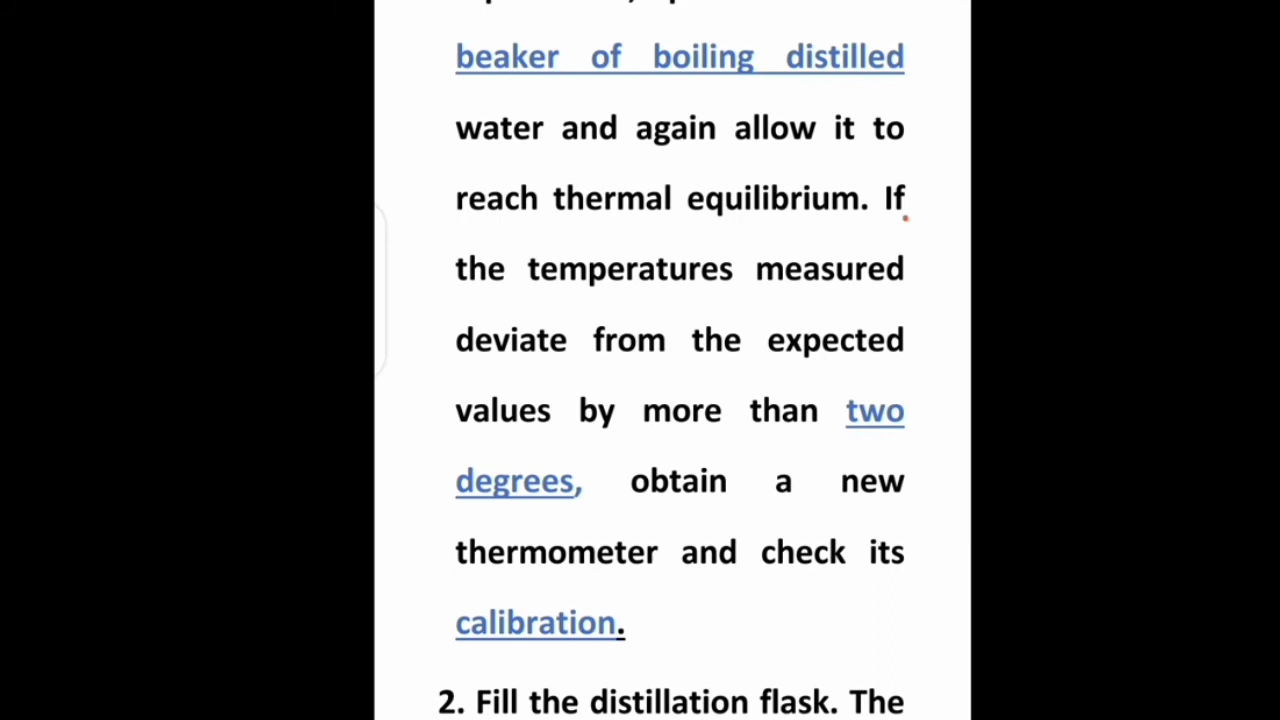 beaker of boiling distilled
water and again allow it to
reach thermal equilibrium. If
the temperatures measured
deviate from the expected
values by more than two
degrees, obtain a new
thermometer and check its
calibration.
2. Fill the distillation flask. The